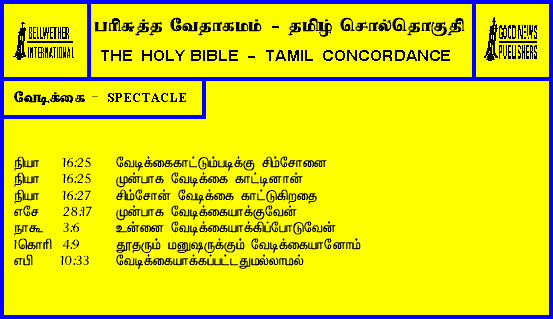 BELLWETHER
INTERNATIONAL
பரிசுத்த வேதாகமம் - தமிழ் சொல்தொகுதி
THE HOLY BIBLE - TAMIL CONCORDANCE
GOOD NEWS
PUBLISHERS
வேடிக்கை - SPECTACLE
நியா 16:25 வேடிக்கைகாட்டும்படிக்கு சிம்சோனை
நியா 16:25 முன்பாக வேடிக்கை காட்டினான்
நியா 16:27 சிம்சோன் வேடிக்கை காட்டுகிறதை
எசே 28:17 முன்பாக வேடிக்கையாக்குவேன்
நாகூ 3:6 உன்னை வேடிக்கையாக்கிப்போடுவேன்
1கொரி 4:9 தூதரும் மனுஷருக்கும் வேடிக்கையானோம்
எபி 10:33 வேடிக்கையாக்கப்பட்டதுமல்லாமல்